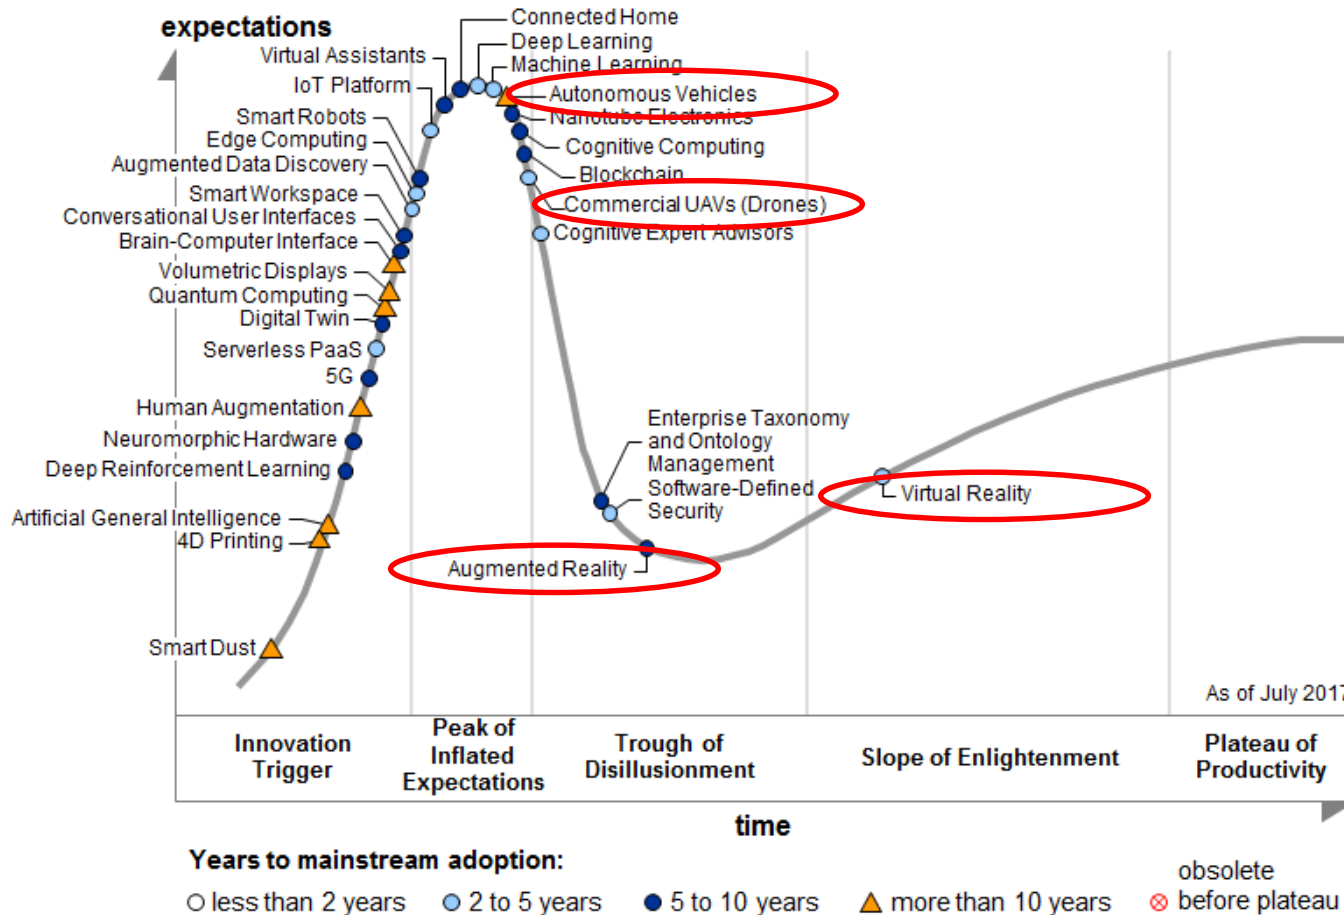 expectations
Connected Home
Deep Learning
Virtual Assistants
Machine Learning
IoT Platform
Autonomous Vehicles
Smart Robots
Nanotube Electronics
Edge Computing
Cognitive Computing
Augmented Data Discovery
Blockchain
Smart Workspace
Commercial UAVs (Drones)
Conversational User Interfaces
Cognitive Expert Advisors
Brain-Computer Interface
Volumetric Displays
Quantum Computing
Digital Twin
Serverless PaaS
5G
Human Augmentation
Neuromorphic Hardware
Deep Reinforcement Learning
Artificial General Intelligence
4D Printing
Smart Dust
Enterprise Taxonomy
and Ontology
Management
Software-Defined
Security
Augmented Reality
Virtual Reality
As of July 2017
Innovation
Trigger
Peak of
Inflated
Expectations
Trough of
Disillusionment
Slope of Enlightenment
Plateau of
Productivity
time
Years to mainstream adoption:
less than 2 years
2 to 5 years
5 to 10 years
more than 10 years
obsolete
before plateau